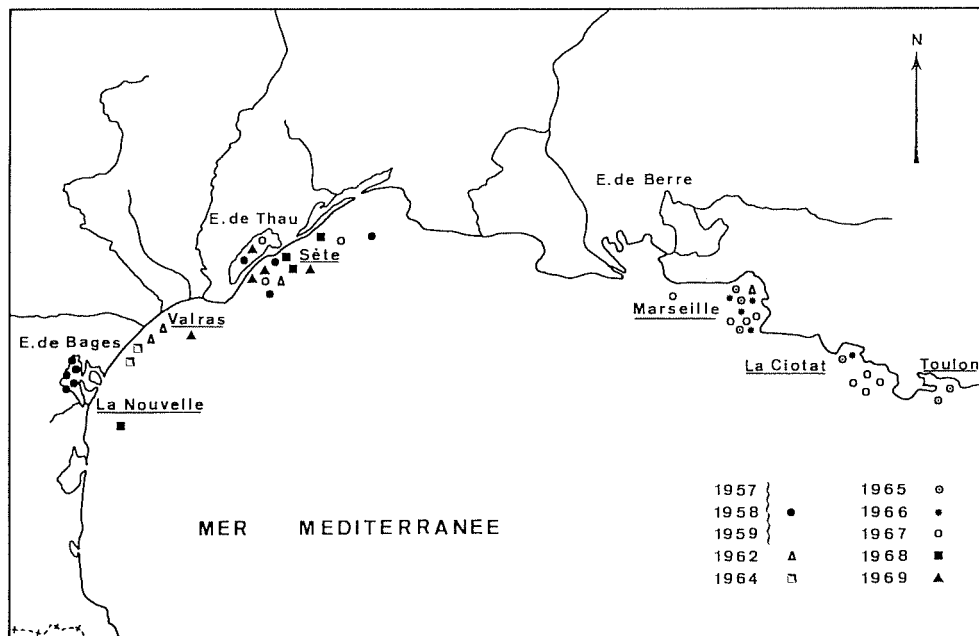 N
E. de Berre
E. de Thau
Sète
Marseille
Valras
E. de Bages
La Ciotat
Toulon
La Nouvelle
MER MEDITERRANEE
1957
1958
1959
1962
1964
1965
1966
1967
1968
1969